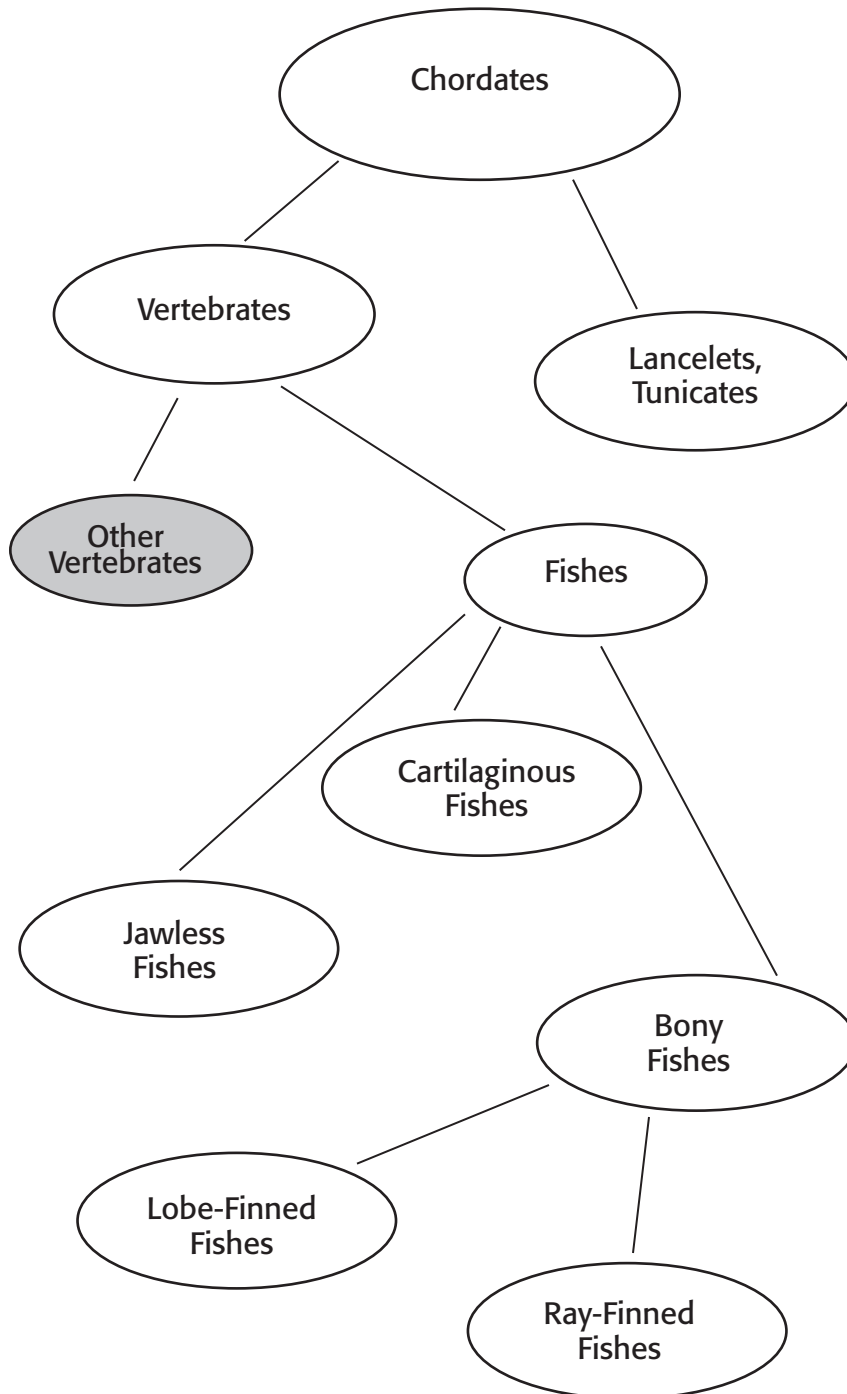 Chordates
Vertebrates
Lancelets,
Tunicates
Other
Vertebrates
Fishes
Cartilaginous
Fishes
Jawless
Fishes
Bony
Fishes
Lobe-Finned
Fishes
Ray-Finned
Fishes